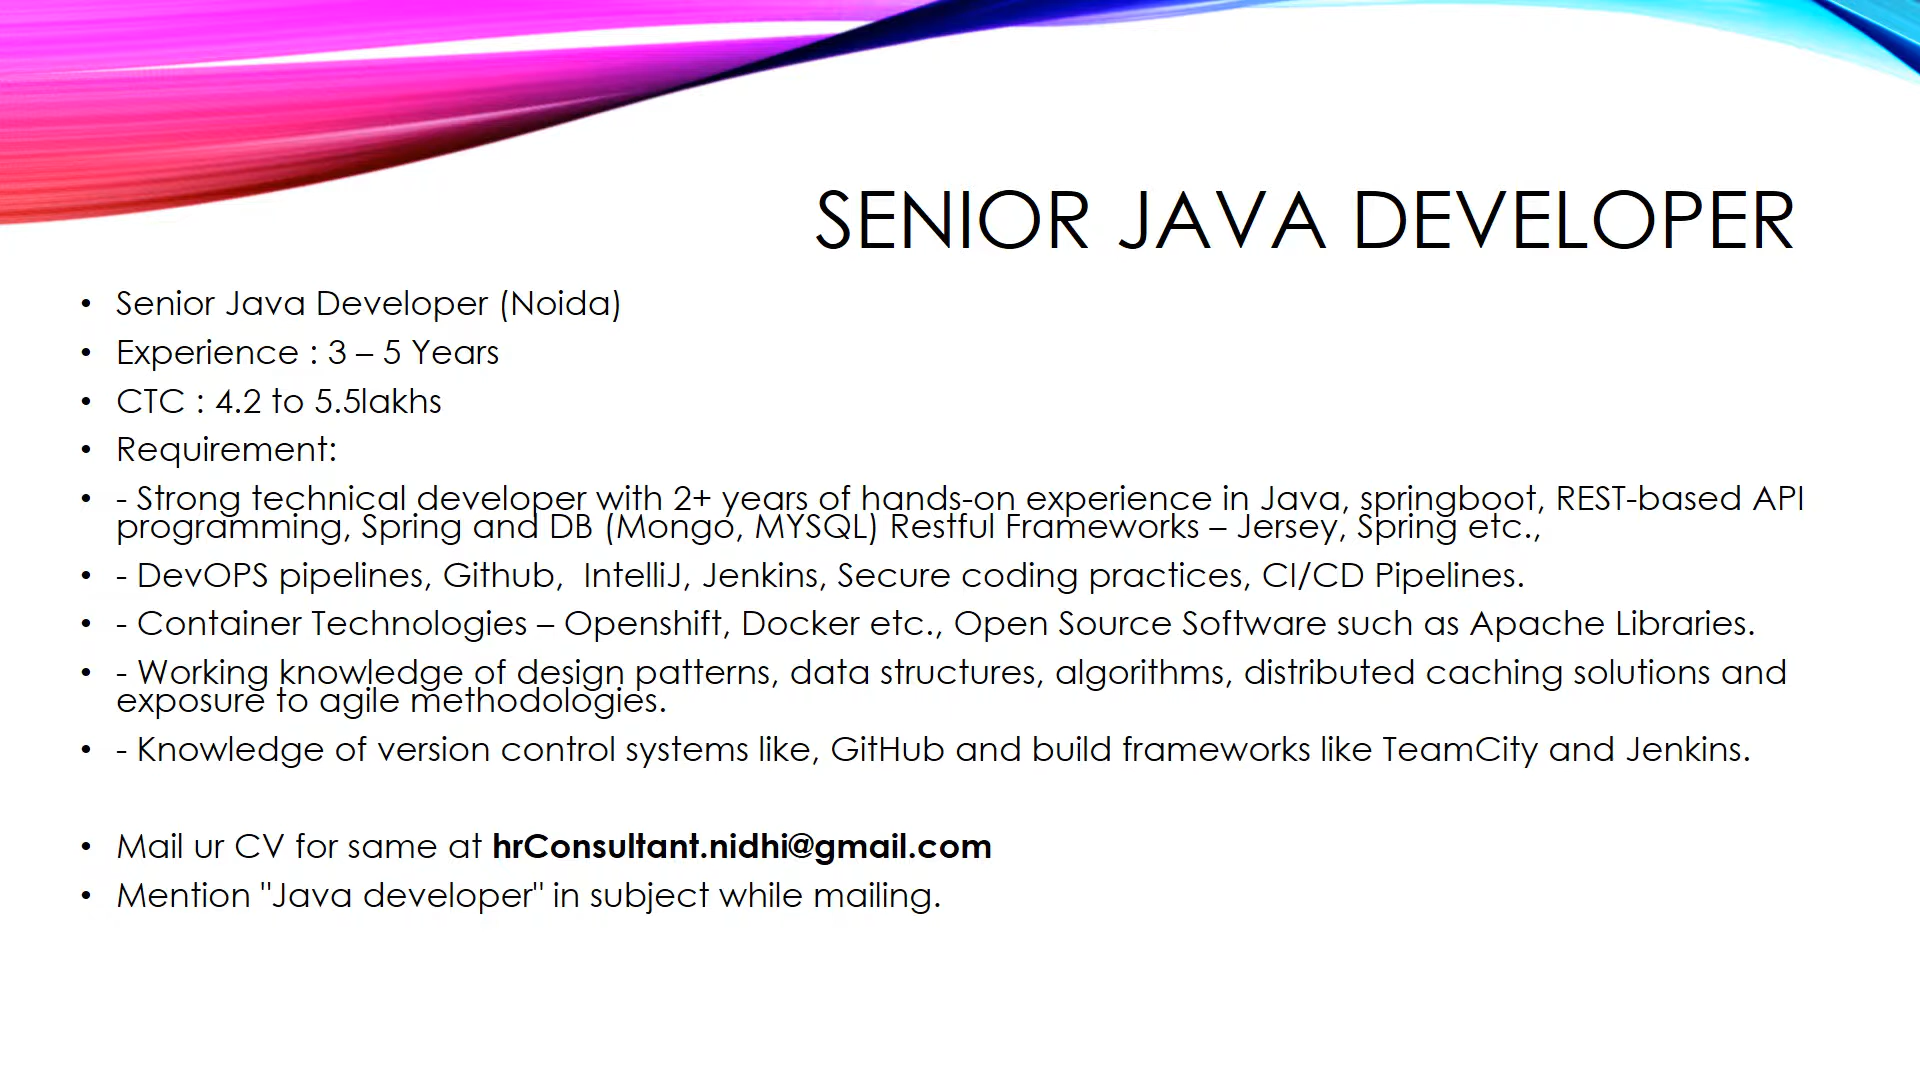 SENIOR JAVA DEVELOPER
• Senior Java Developer (Noida)
• Experience : 3 – 5 Years
• CTC : 4.2 to 5.5lakhs
• Requirement:
• - Strong technical developer with 2+ years of hands-on experience in Java, springboot, REST-based API
programming, Spring and DB (Mongo, MYSQL) Restful Frameworks – Jersey, Spring etc.,
• - DevOPS pipelines, Github,  IntelliJ, Jenkins, Secure coding practices, CI/CD Pipelines.
• - Container Technologies – Openshift, Docker etc., Open Source Software such as Apache Libraries.
• - Working knowledge of design patterns, data structures, algorithms, distributed caching solutions and
exposure to agile methodologies.
• - Knowledge of version control systems like, GitHub and build frameworks like TeamCity and Jenkins.
• Mail ur CV for same at hrConsultant.nidhi@gmail.com
• Mention "Java developer" in subject while mailing.